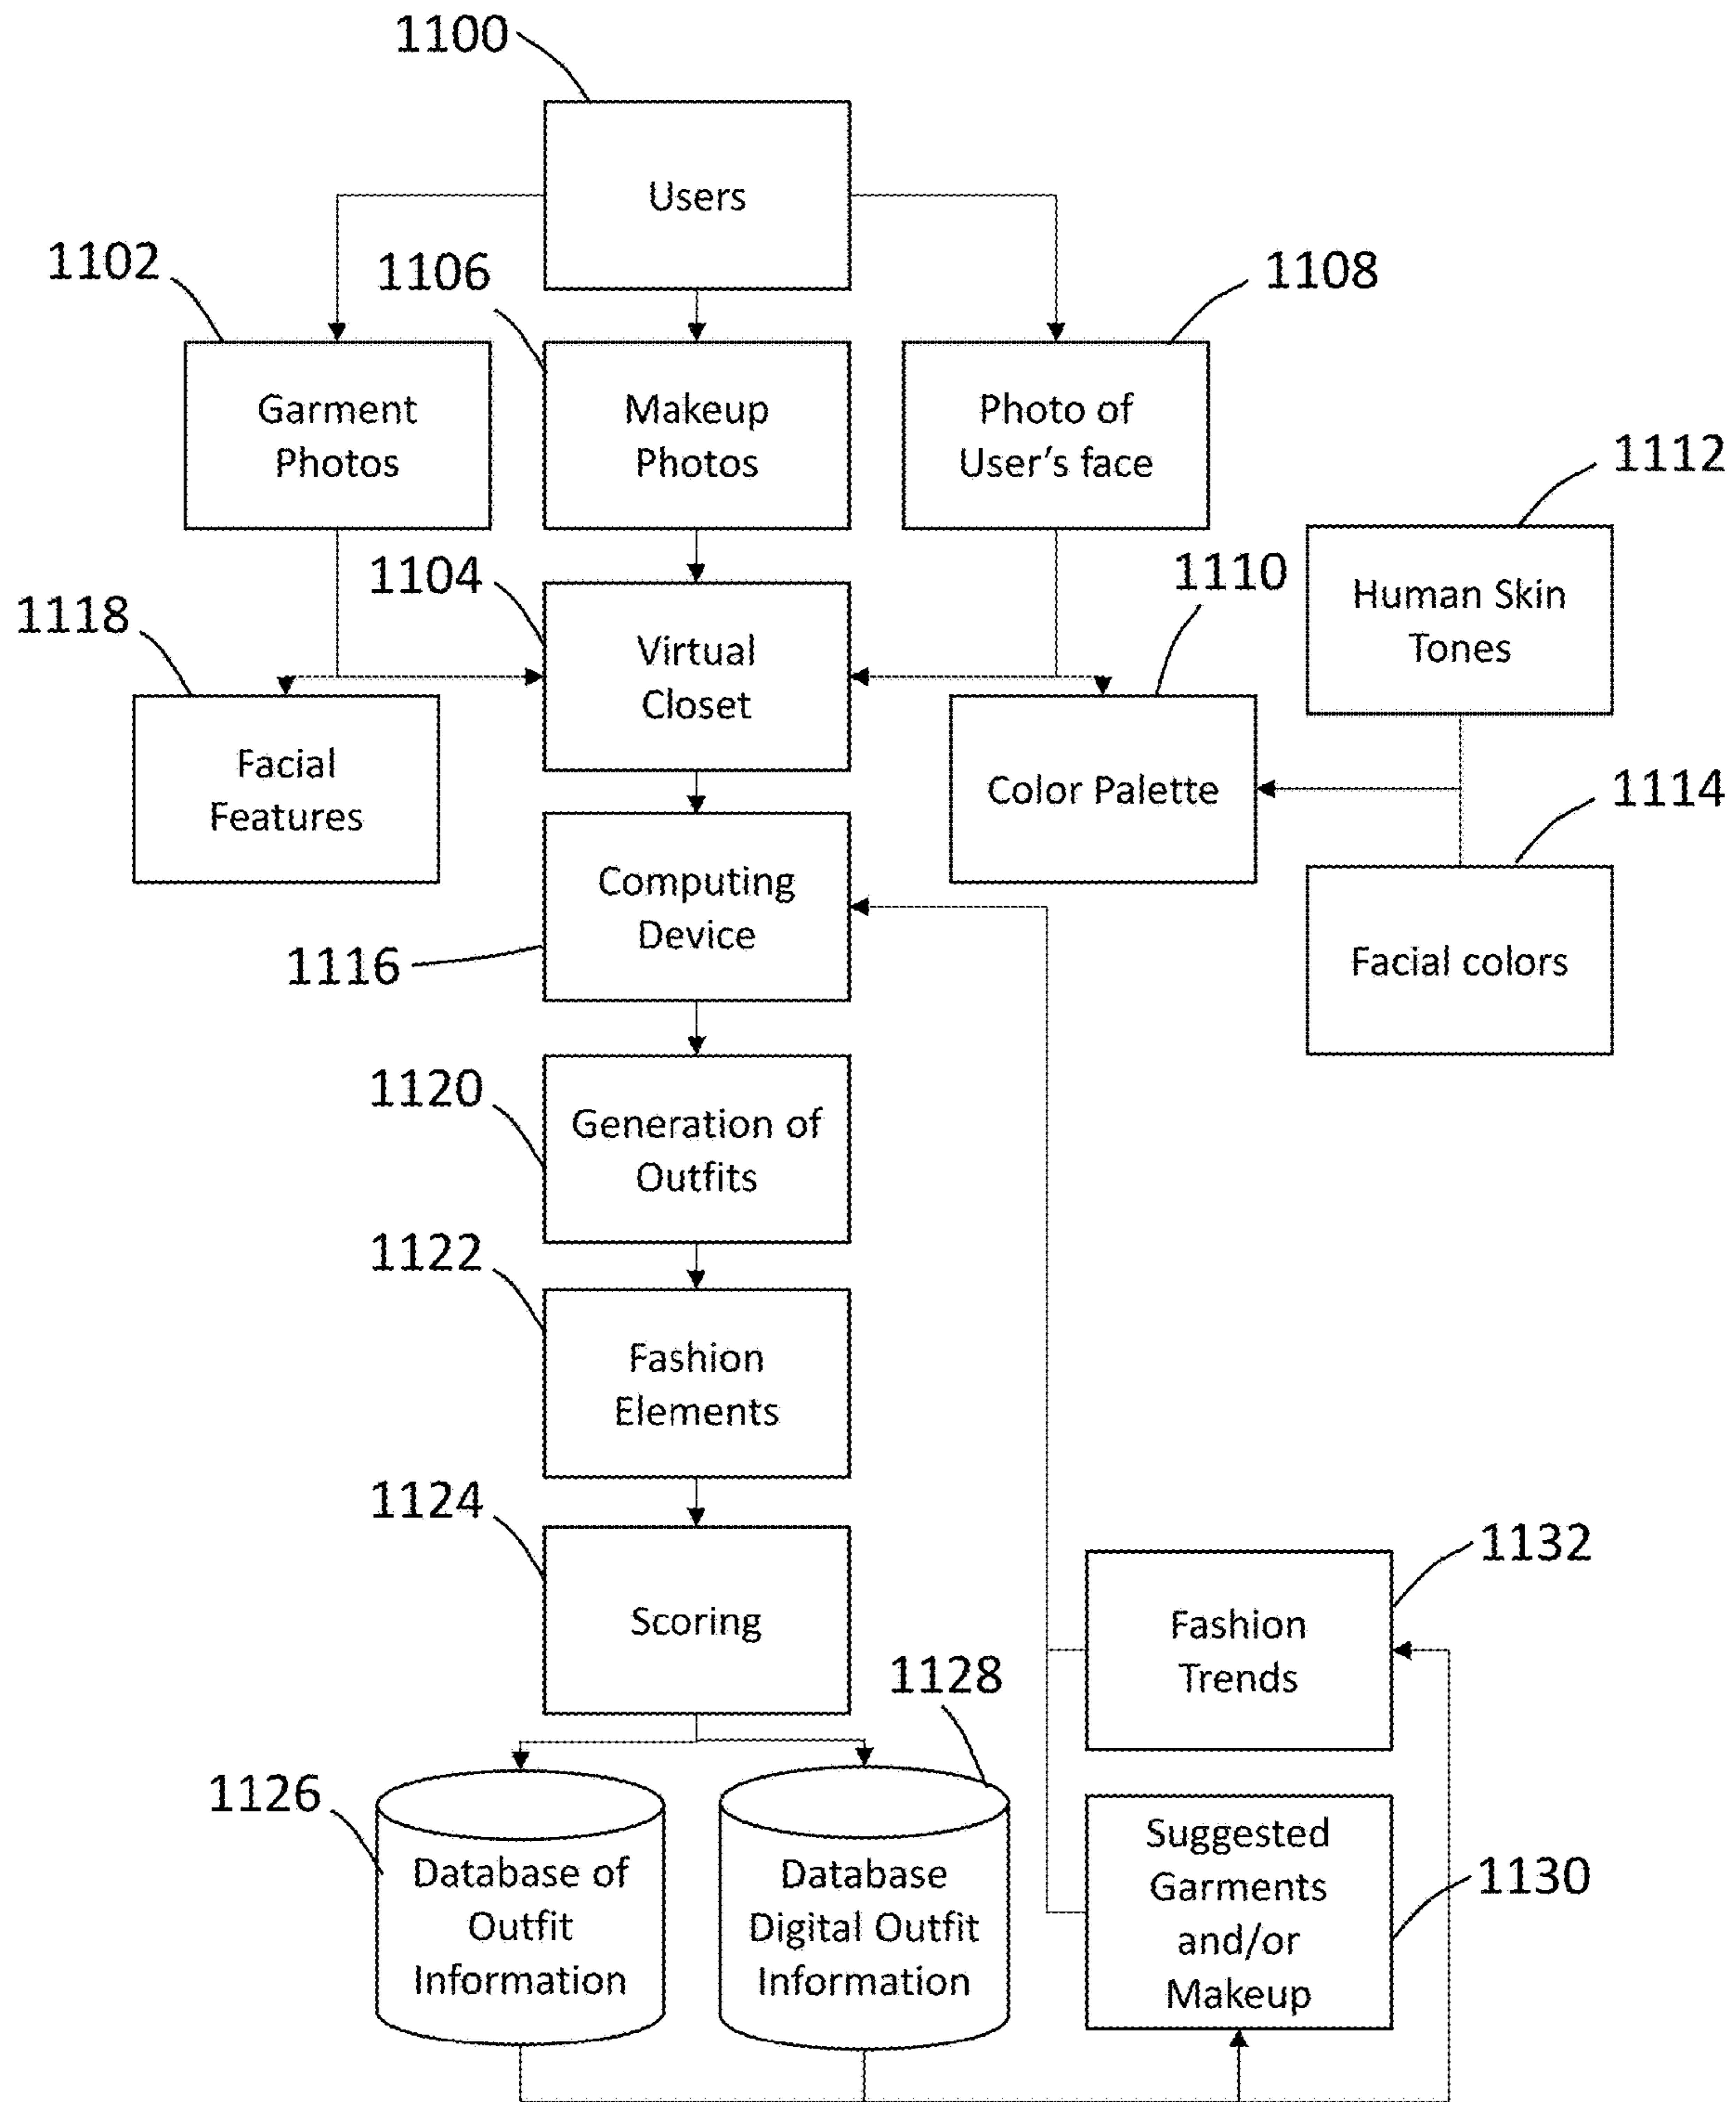 1100
Users
1102
1106
1108
Garment
Photos
Makeup
Photos
Photo of
User's face
1112
1104
1110
Human Skin
Tones
1118
Virtual
Closet
Facial
Features
Color Palette
1114
Computing
Device
1116
Facial colors
1120
Generation of
Outfits
1122
Fashion
Elements
1124
Scoring
1132
Fashion
Trends
1128
1126
Database of
Outfit
Information
Database
Digital Outfit
Information
Suggested
Garments
and/or
Makeup
1130